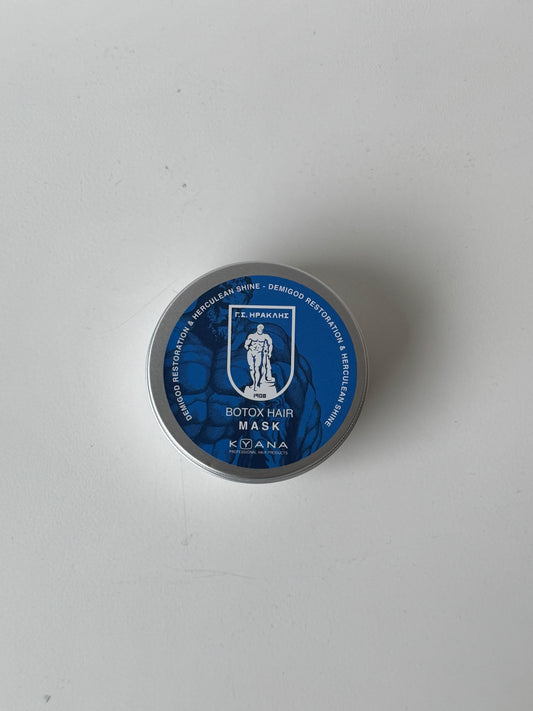 DEMIGOD RESTORATION & HERCULEAN SHINE - DEMIGOD RESTORATION & HERCULEAN SHINE
Γ.Σ. ΗΡΑΚΛΗΣ
1908
BOTOX HAIR
MASK
KYANA
PROFESSIONAL HAIR PRODUCTS